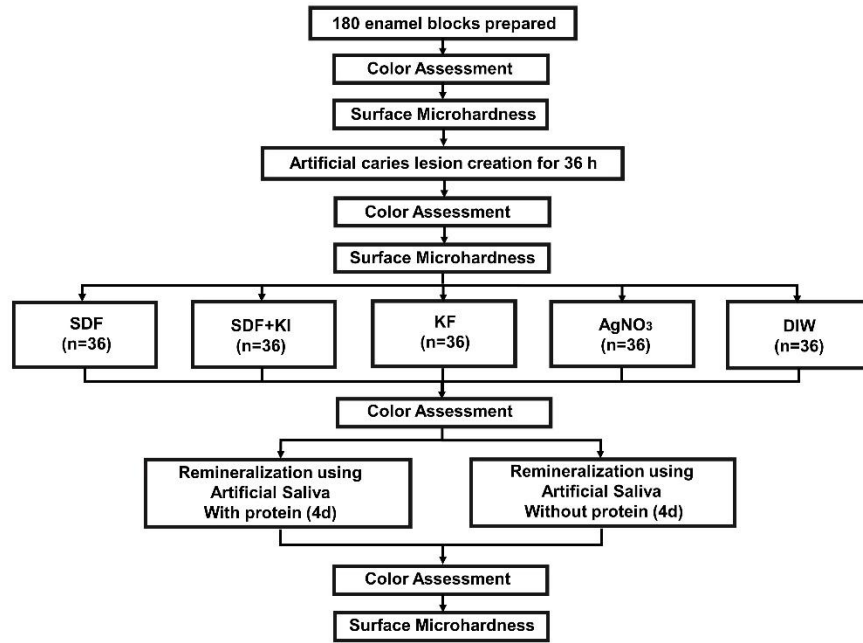 180 enamel blocks prepared
Color Assessment
Surface Microhardness
Artificial caries lesion creation for 36 h
Color Assessment
Surface Microhardness
SDF
(n=36)
SDF+KI
(n=36)
KF
(n=36)
AgNO₃
(n=36)
DIW
(n=36)
Color Assessment
Remineralization using
Artificial Saliva
With protein (4d)
Remineralization using
Artificial Saliva
Without protein (4d)
Color Assessment
Surface Microhardness